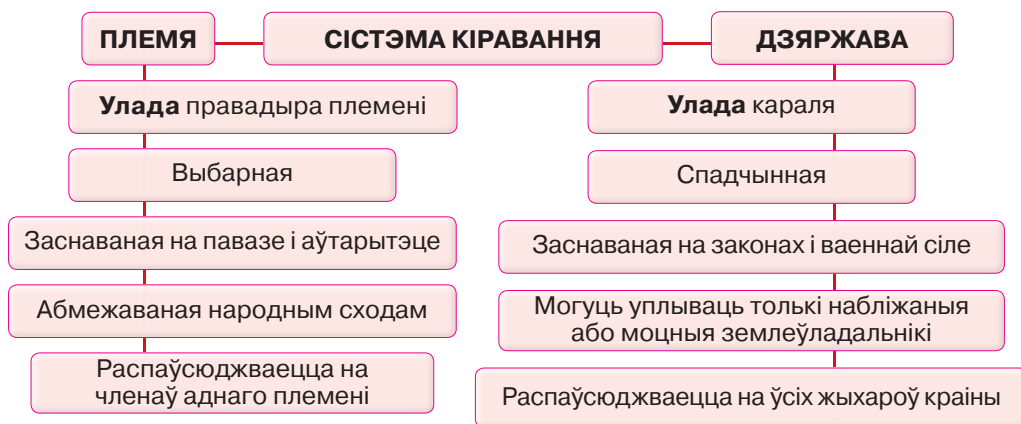 ПЛЕМЯ
СІСТЭМА КІРАВАННЯ
ДЗЯРЖАВА
Улада правадыра племені
Выбарная
Заснаваная на павазе і аўтарытэце
Абмежаваная народным сходам
Распаўсюджваецца на
членаў аднаго племені
Улада караля
Спадчынная
Заснаваная на законах і ваеннай сіле
Могуць уплываць толькі набліжаныя
або моцныя землеўладальнікі
Распаўсюджваецца на ўсіх жыхароў краіны